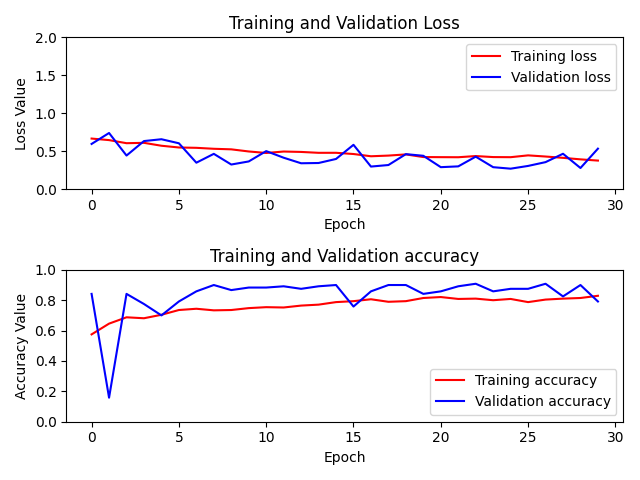 Training and Validation Loss
2.0
1.5
1.0
0.5
0.0
Loss Value
Training loss
Validation loss
0 5 10 15 20 25 30
Epoch
Training and Validation accuracy
1.0
0.8
0.6
0.4
0.2
0.0
Accuracy Value
Training accuracy
Validation accuracy
0 5 10 15 20 25 30
Epoch